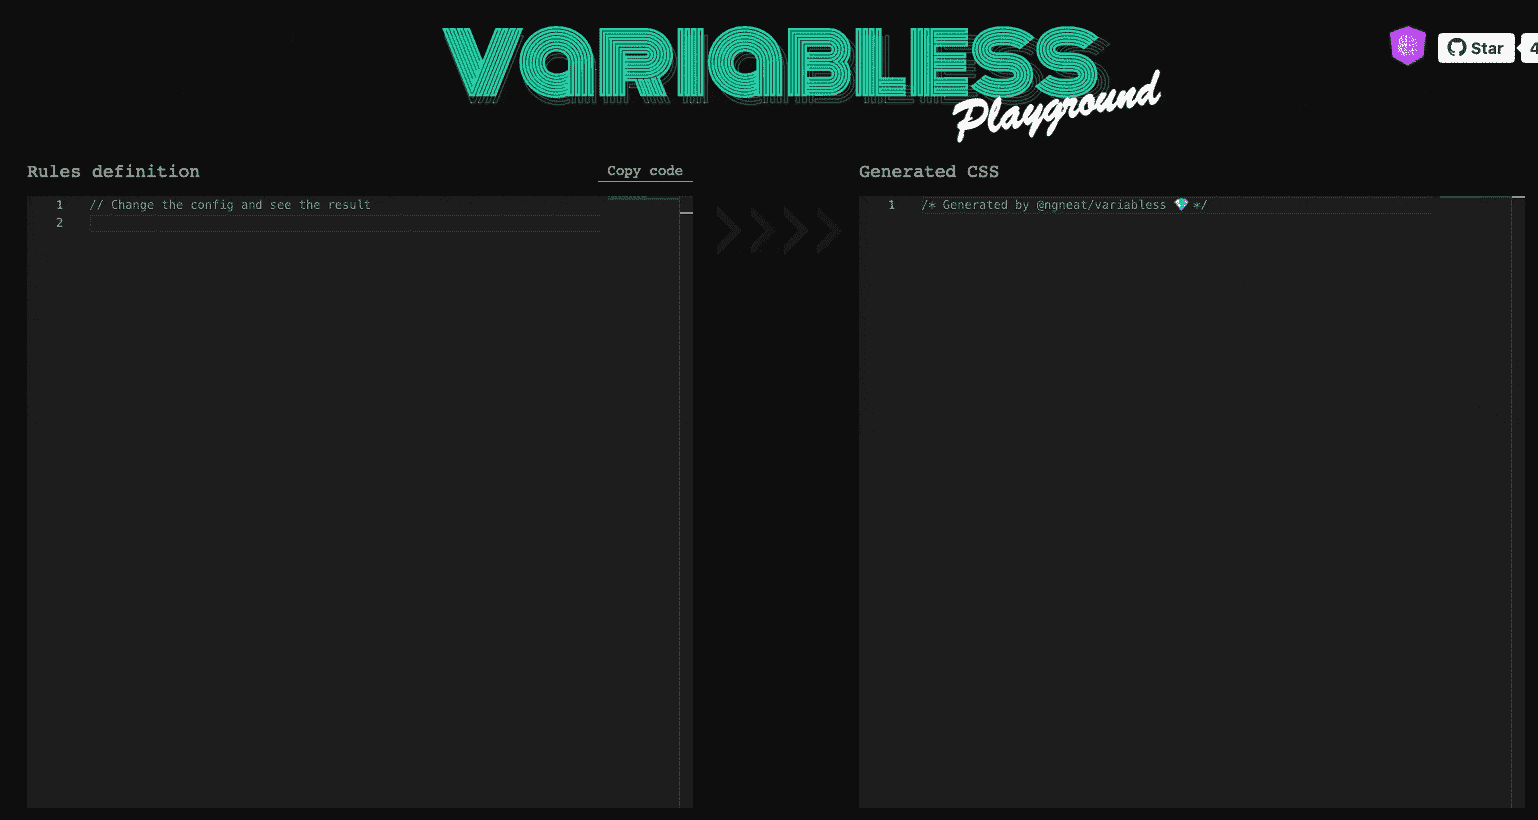 VARIABLESS
Playground
Star
4
Rules definition
Copy code
Generated CSS
1 // Change the config and see the result
2
1 /* Generated by @ngneat/variabless 💎 */